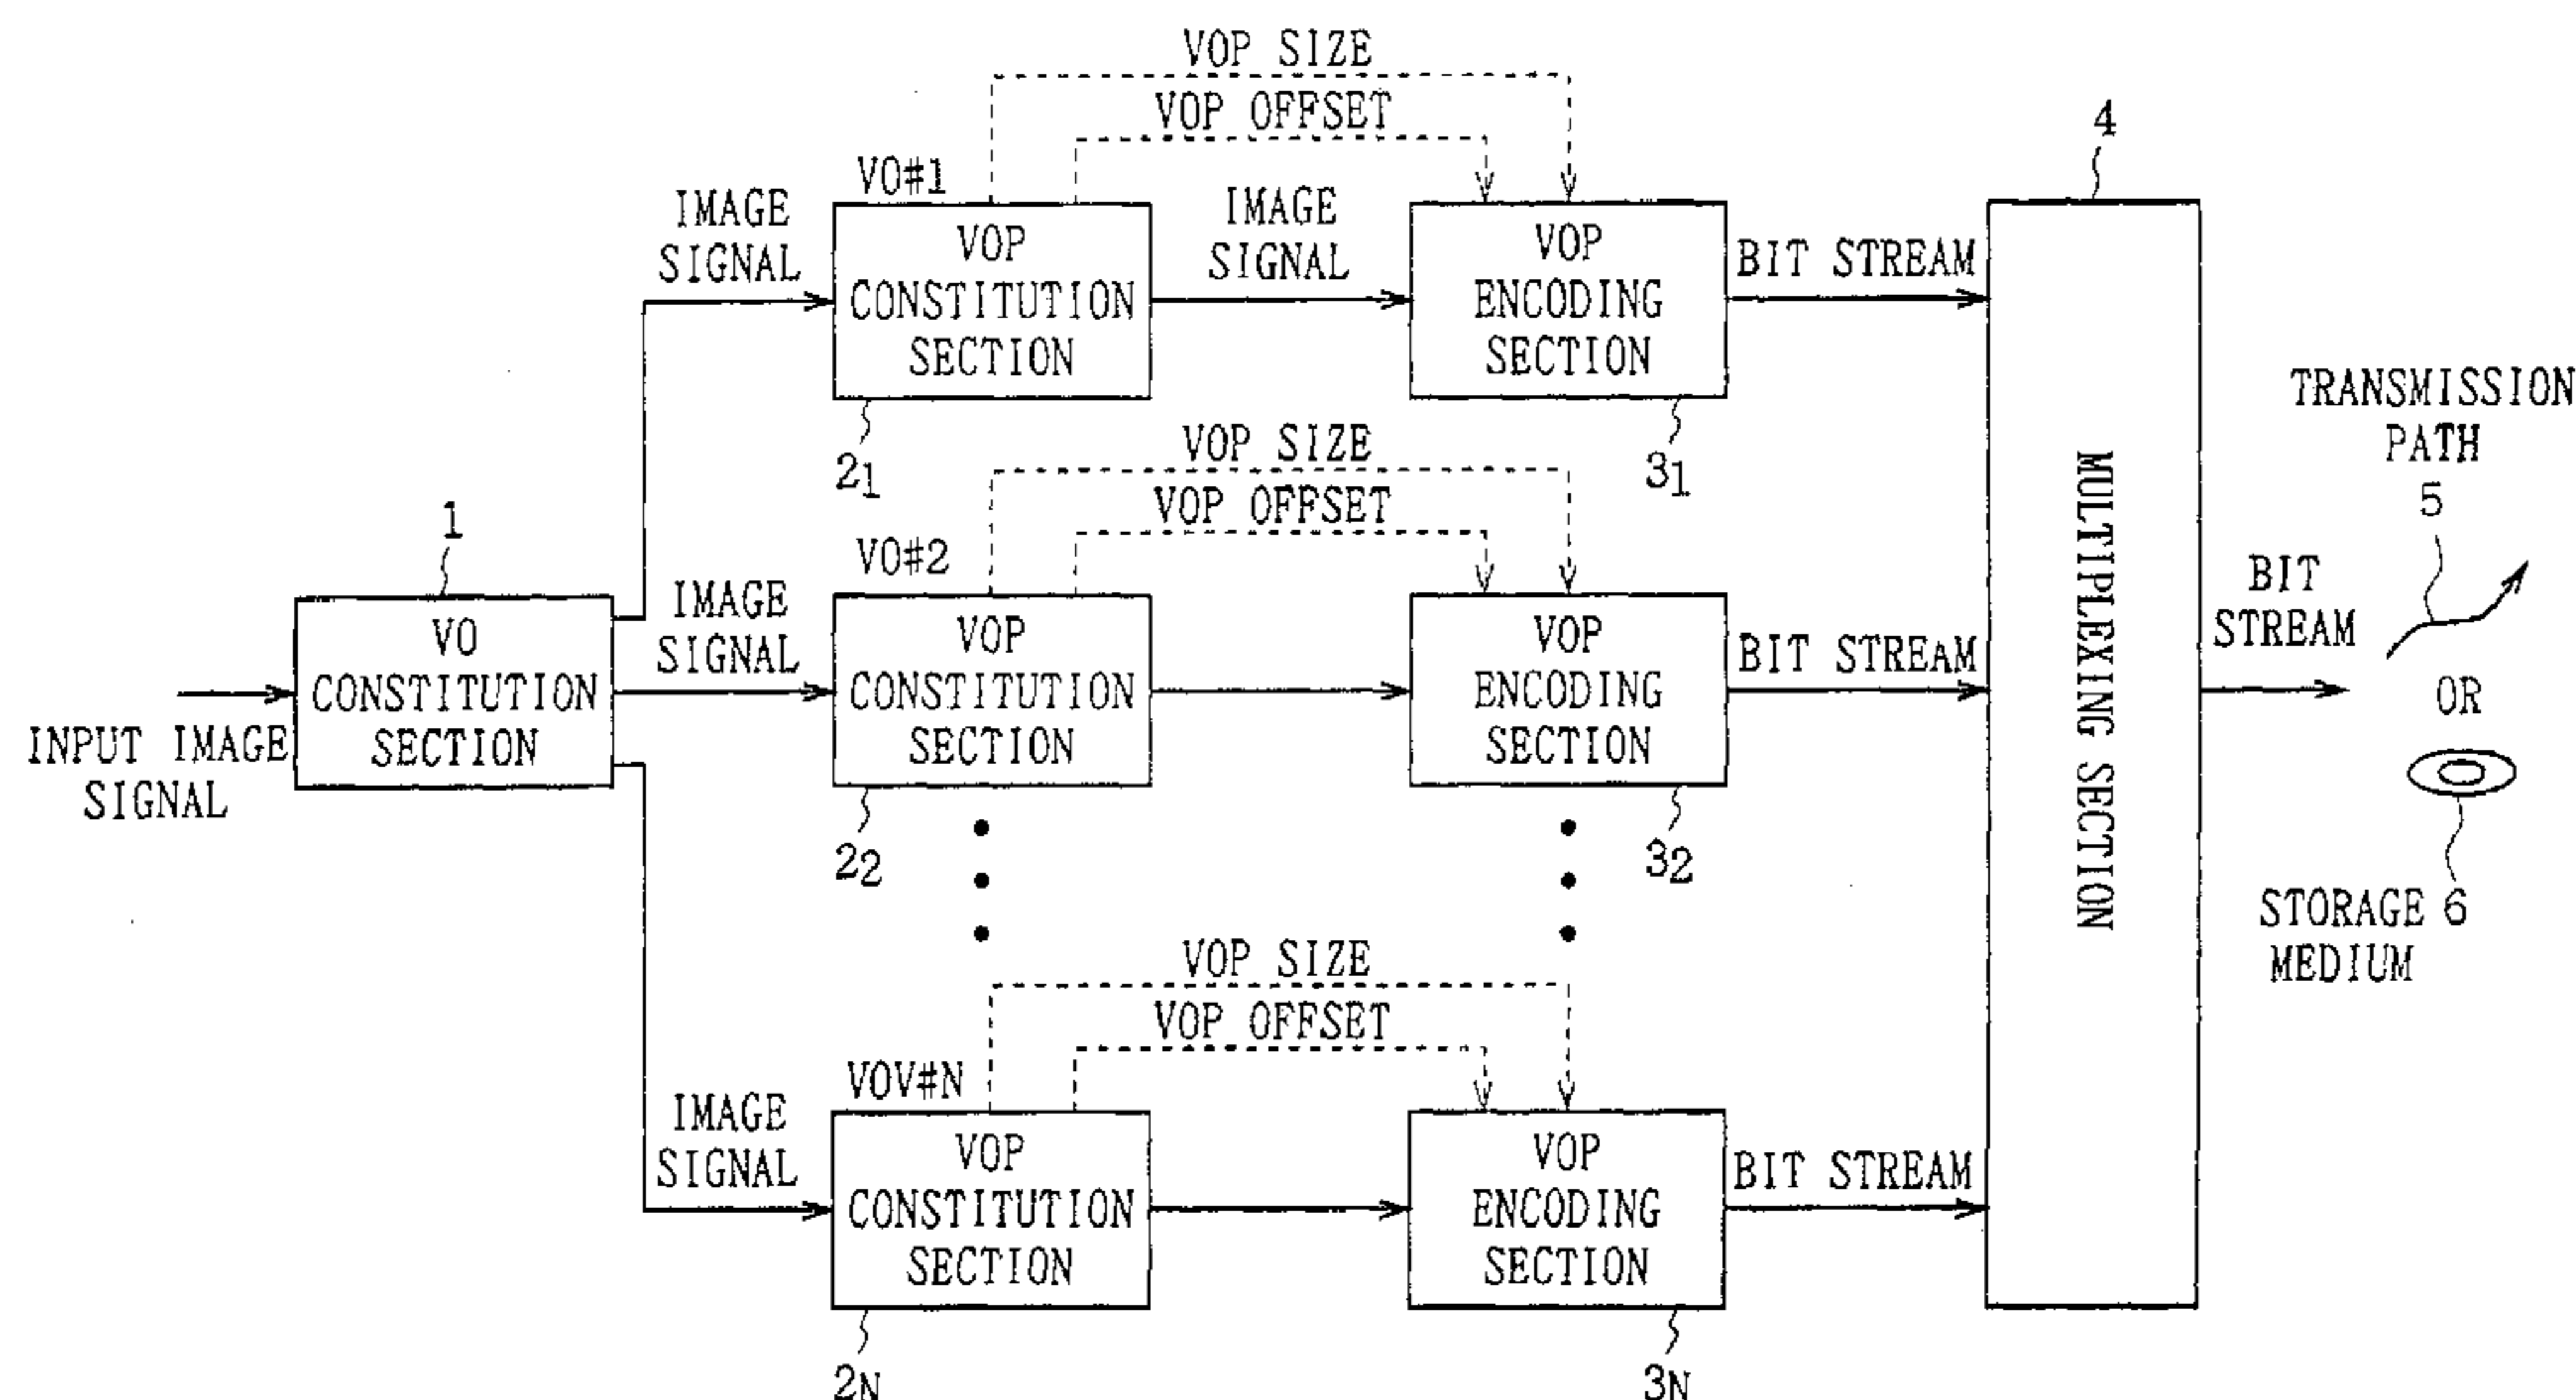 VOP SIZE
VOP OFFSET
VO#1
IMAGE
SIGNAL
VOP
CONSTITUTION
SECTION
21
IMAGE
SIGNAL
VOP
ENCODING
SECTION
31
BIT STREAM
4
MULTIPLEXING SECTION
1
VO
CONSTITUTION
SECTION
INPUT IMAGE
SIGNAL
VOP SIZE
VOP OFFSET
VO#2
IMAGE
SIGNAL
VOP
CONSTITUTION
SECTION
22
VOP
ENCODING
SECTION
32
BIT STREAM
VOP SIZE
VOP OFFSET
VOV#N
IMAGE
SIGNAL
VOP
CONSTITUTION
SECTION
2N
VOP
ENCODING
SECTION
3N
BIT STREAM
BIT
STREAM
TRANSMISSION
PATH
5
OR
STORAGE 6
MEDIUM